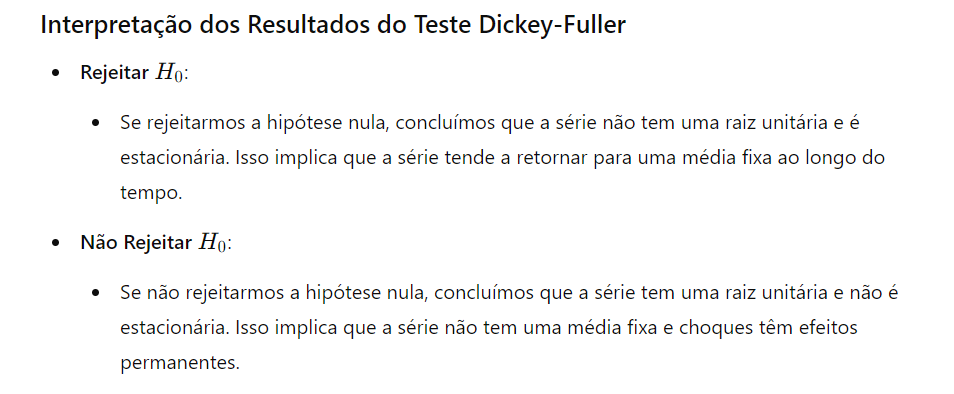 Interpretação dos Resultados do Teste Dickey-Fuller
• Rejeitar H₀:
• Se rejeitarmos a hipótese nula, concluímos que a série não tem uma raiz unitária e é
estacionária. Isso implica que a série tende a retornar para uma média fixa ao longo do
tempo.
• Não Rejeitar H₀:
• Se não rejeitarmos a hipótese nula, concluímos que a série tem uma raiz unitária e não é
estacionária. Isso implica que a série não tem uma média fixa e choques têm efeitos
permanentes.